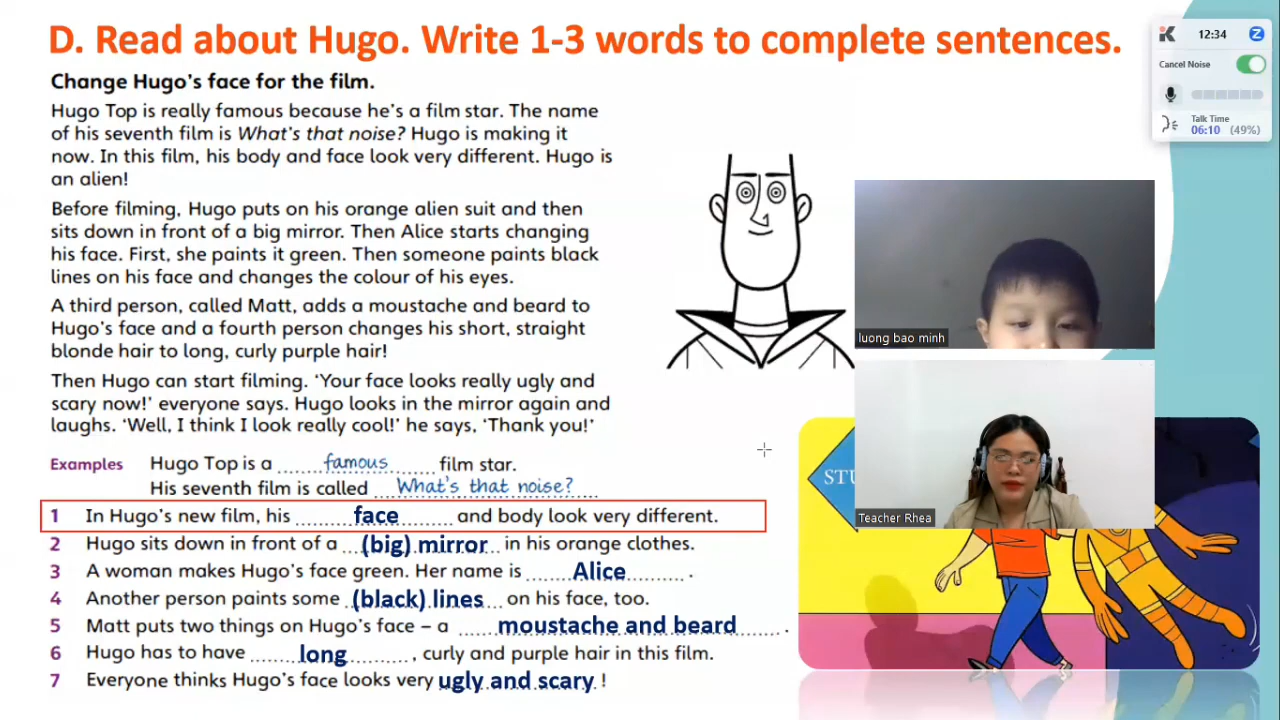 D. Read about Hugo. Write 1-3 words to complete sentences.
Change Hugo's face for the film.
Hugo Top is really famous because he's a film star. The name
of his seventh film is What's that noise? Hugo is making it
now. In this film, his body and face look very different. Hugo is
an alien!
Before filming, Hugo puts on his orange alien suit and then
sits down in front of a big mirror. Then Alice starts changing
his face. First, she paints it green. Then someone paints black
lines on his face and changes the colour of his eyes.
A third person, called Matt, adds a moustache and beard to
Hugo's face and a fourth person changes his short, straight
blonde hair to long, curly purple hair!
Then Hugo can start filming. 'Your face looks really ugly and
scary now!' everyone says. Hugo looks in the mirror again and
laughs. 'Well, I think I look really cool!' he says, 'Thank you!'
Examples Hugo Top is a famous film star.
His seventh film is called What's that noise?
1 In Hugo's new film, his face and body look very different.
2 Hugo sits down in front of a (big) mirror in his orange clothes.
3 A woman makes Hugo's face green. Her name is Alice .
4 Another person paints some (black) lines on his face, too.
5 Matt puts two things on Hugo's face – a moustache and beard .
6 Hugo has to have long , curly and purple hair in this film.
7 Everyone thinks Hugo's face looks very ugly and scary !
12:34
Cancel Noise
Talk Time
06:10 (49%)
luong bao minh
STU
Teacher Rhea